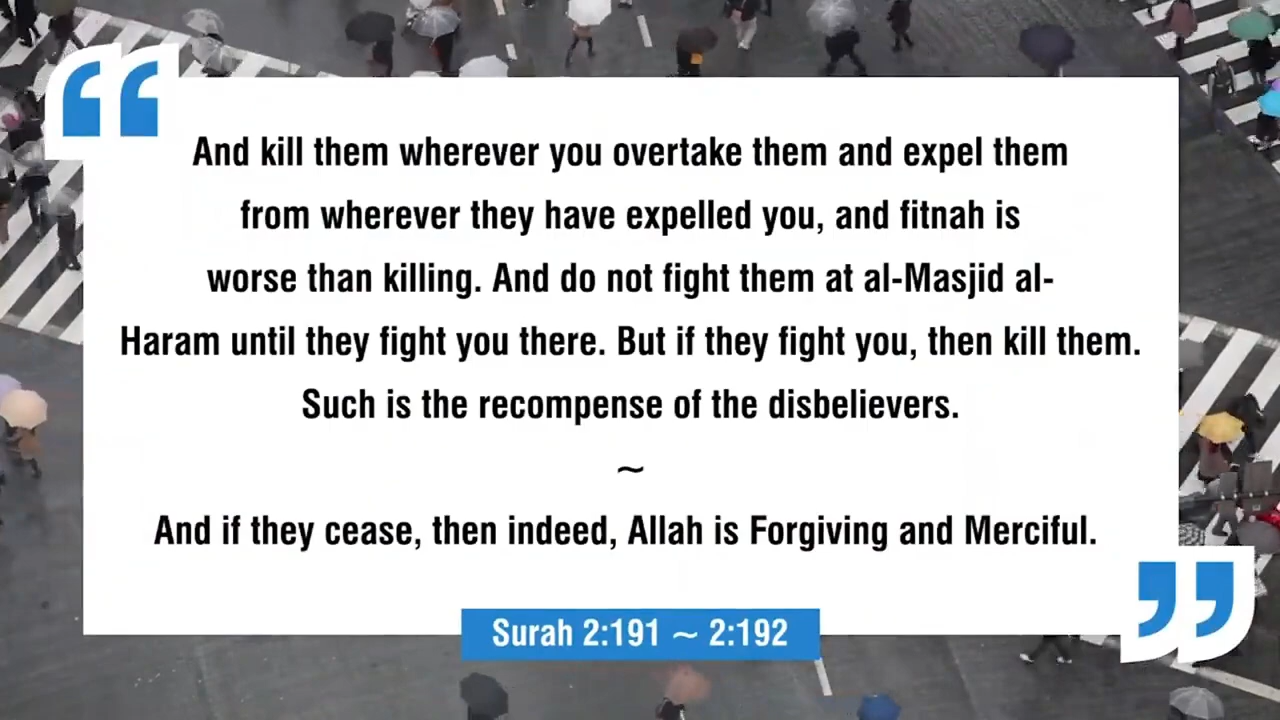 And kill them wherever you overtake them and expel them
from wherever they have expelled you, and fitnah is
worse than killing. And do not fight them at al-Masjid al-
Haram until they fight you there. But if they fight you, then kill them.
Such is the recompense of the disbelievers.
~
And if they cease, then indeed, Allah is Forgiving and Merciful.
Surah 2:191 ~ 2:192